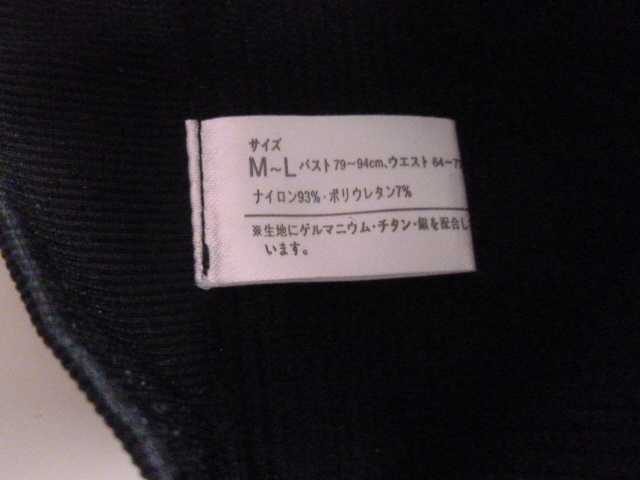 サイズ
M～L バスト79～94cm、ウエスト64～7
ナイロン93%・ポリウレタン7%
※生地にゲルマニウム・チタン・銀を配合し
います。